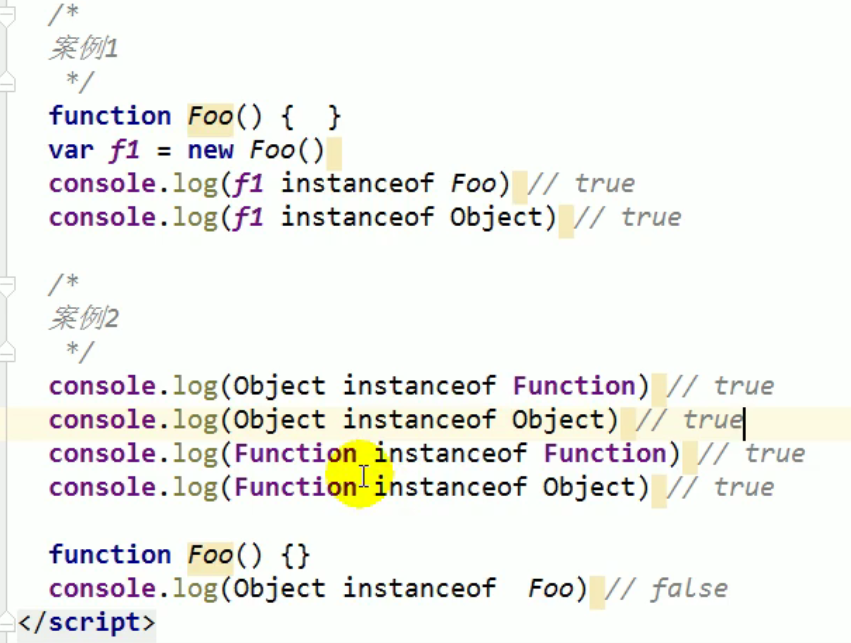 /*
案例1
*/
function Foo() {  }
var f1 = new Foo()
console.log(f1 instanceof Foo) // true
console.log(f1 instanceof Object) // true
/*
案例2
*/
console.log(Object instanceof Function) // true
console.log(Object instanceof Object) // true
console.log(Function instanceof Function) // true
console.log(Function instanceof Object) // true
function Foo() {}
console.log(Object instanceof  Foo) // false
</script>